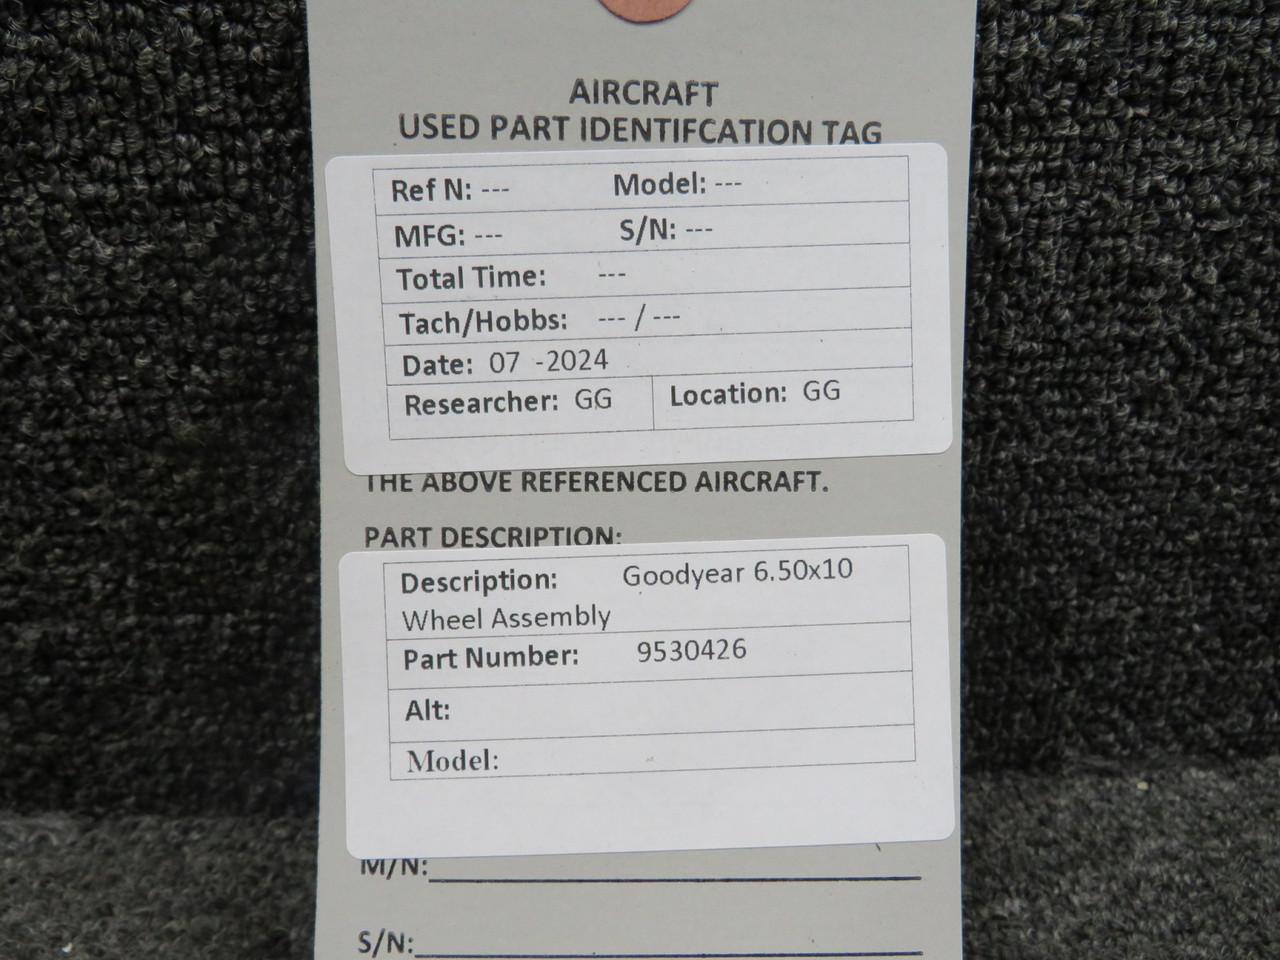 AIRCRAFT
USED PART IDENTIFCATION TAG
Ref N: --- Model: ---
MFG: --- S/N: ---
Total Time: ---
Tach/Hobbs: --- / ---
Date: 07 -2024
Researcher: GG Location: GG
THE ABOVE REFERENCED AIRCRAFT.
PART DESCRIPTION:
Description: Goodyear 6.50x10
Wheel Assembly
Part Number: 9530426
Alt:
Model:
M/N:
S/N: